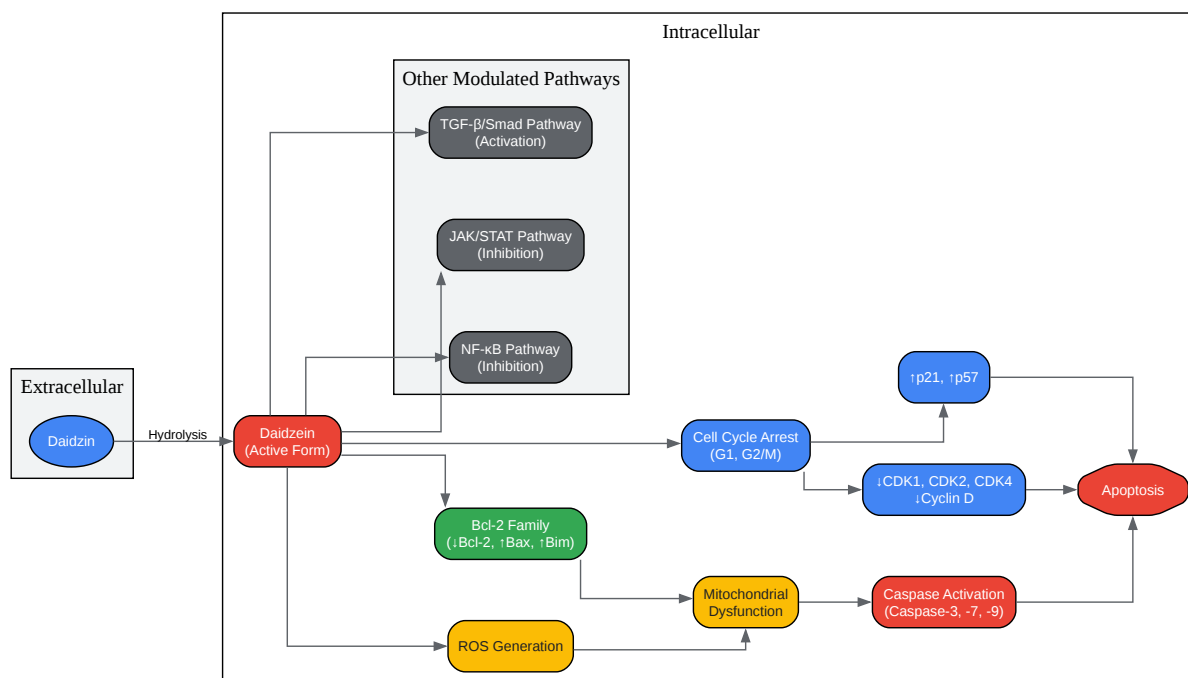 Intracellular
Other Modulated Pathways
TGF-β/Smad Pathway
(Activation)
JAK/STAT Pathway
(Inhibition)
NF-κB Pathway
(Inhibition)
Extracellular
Daidzin
Hydrolysis
Daidzein
(Active Form)
Cell Cycle Arrest
(G1, G2/M)
↑p21, ↑p57
↓CDK1, CDK2, CDK4
↓Cyclin D
Apoptosis
Bcl-2 Family
(↓Bcl-2, ↑Bax, ↑Bim)
Mitochondrial
Dysfunction
Caspase Activation
(Caspase-3, -7, -9)
ROS Generation